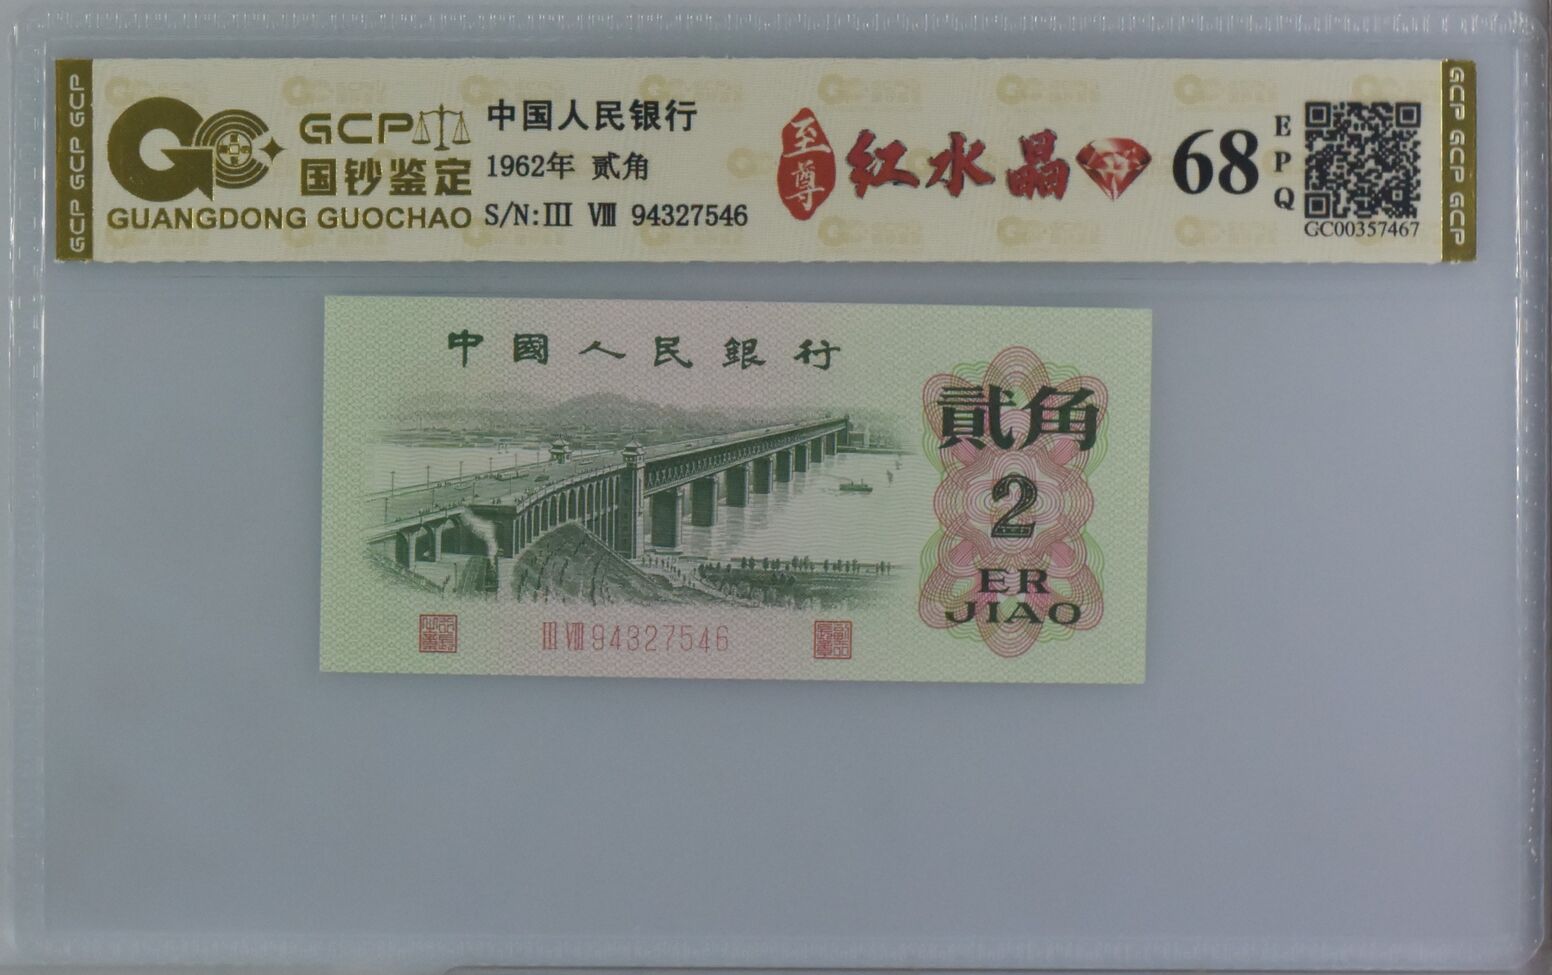 GCP GCP GCP
GCP
国钞鉴定
GUANGDONG GUOCHAO
中国人民银行
1962年 贰角
S/N:III VIII 94327546
至尊
红水晶
68
EPQ
GC00357467
GCP GCP GCP
中國人民銀行
貳角
2
ER
JIAO
III VIII 94327546